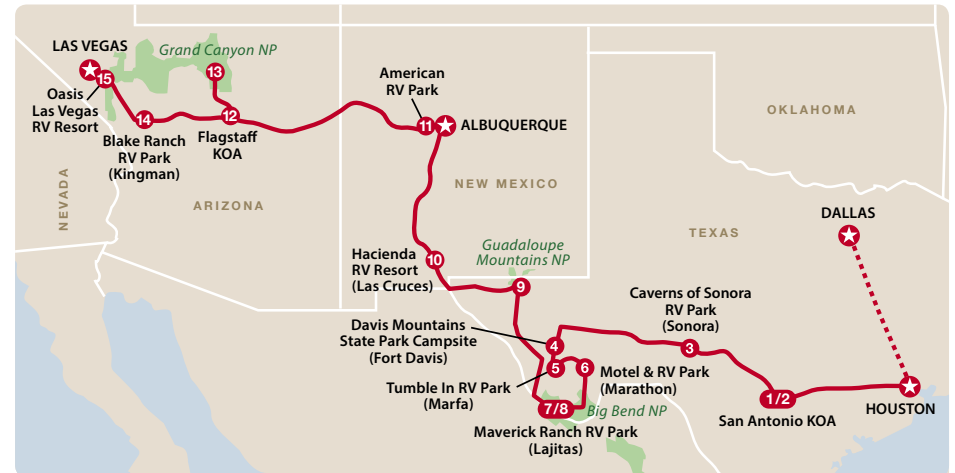 LAS VEGAS
Grand Canyon NP
13
15
Oasis
Las Vegas
RV Resort
14
Blake Ranch
RV Park
(Kingman)
12
Flagstaff
KOA
American
RV Park
11
ALBUQUERQUE
OKLAHOMA
NEVADA
ARIZONA
NEW MEXICO
TEXAS
DALLAS
Hacienda
RV Resort
(Las Cruces)
10
Guadaloupe
Mountains NP
9
Caverns of Sonora
RV Park
(Sonora)
3
Davis Mountains
State Park Campsite
(Fort Davis)
4
5
6
Tumble In RV Park
(Marfa)
Motel & RV Park
(Marathon)
7/8
Big Bend NP
Maverick Ranch RV Park
(Lajitas)
1/2
San Antonio KOA
HOUSTON